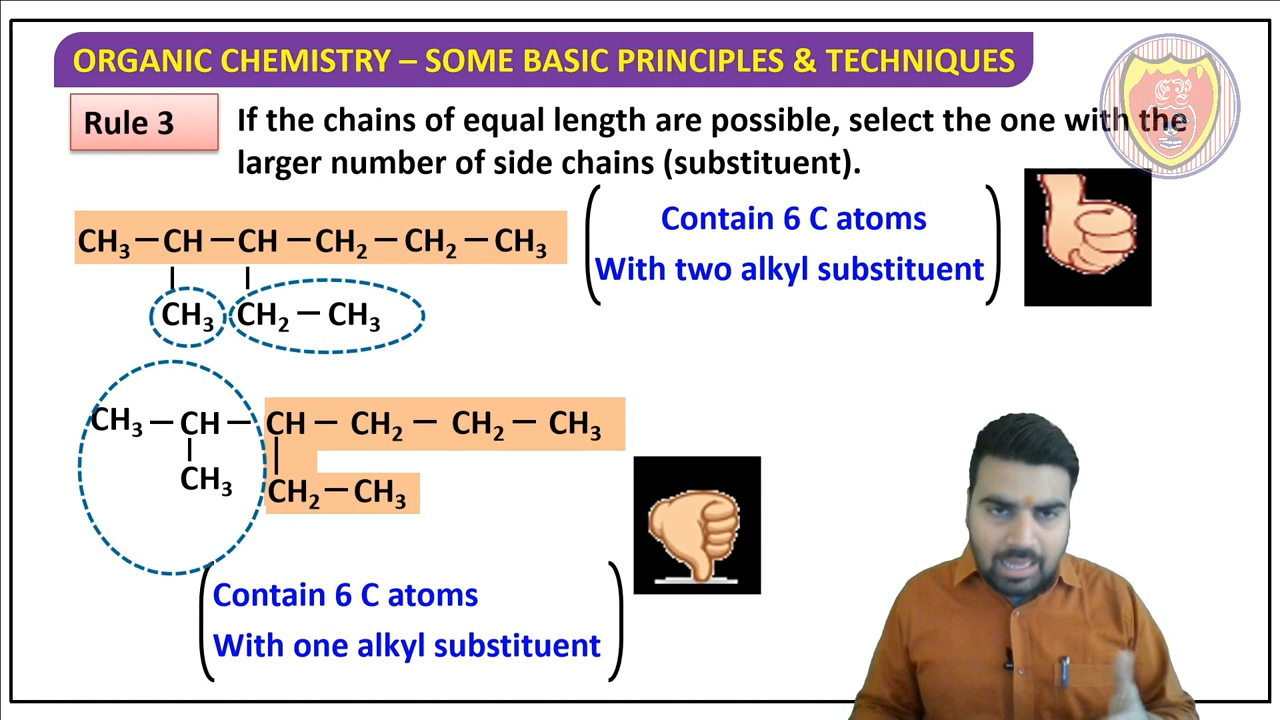 ORGANIC CHEMISTRY – SOME BASIC PRINCIPLES & TECHNIQUES
Rule 3
If the chains of equal length are possible, select the one with the
larger number of side chains (substituent).
CH₃ – CH – CH – CH₂ – CH₂ – CH₃
CH₃ CH₂ – CH₃
Contain 6 C atoms
With two alkyl substituent
CH₃ – CH – CH – CH₂ – CH₂ – CH₃
CH₃ CH₂ – CH₃
Contain 6 C atoms
With one alkyl substituent